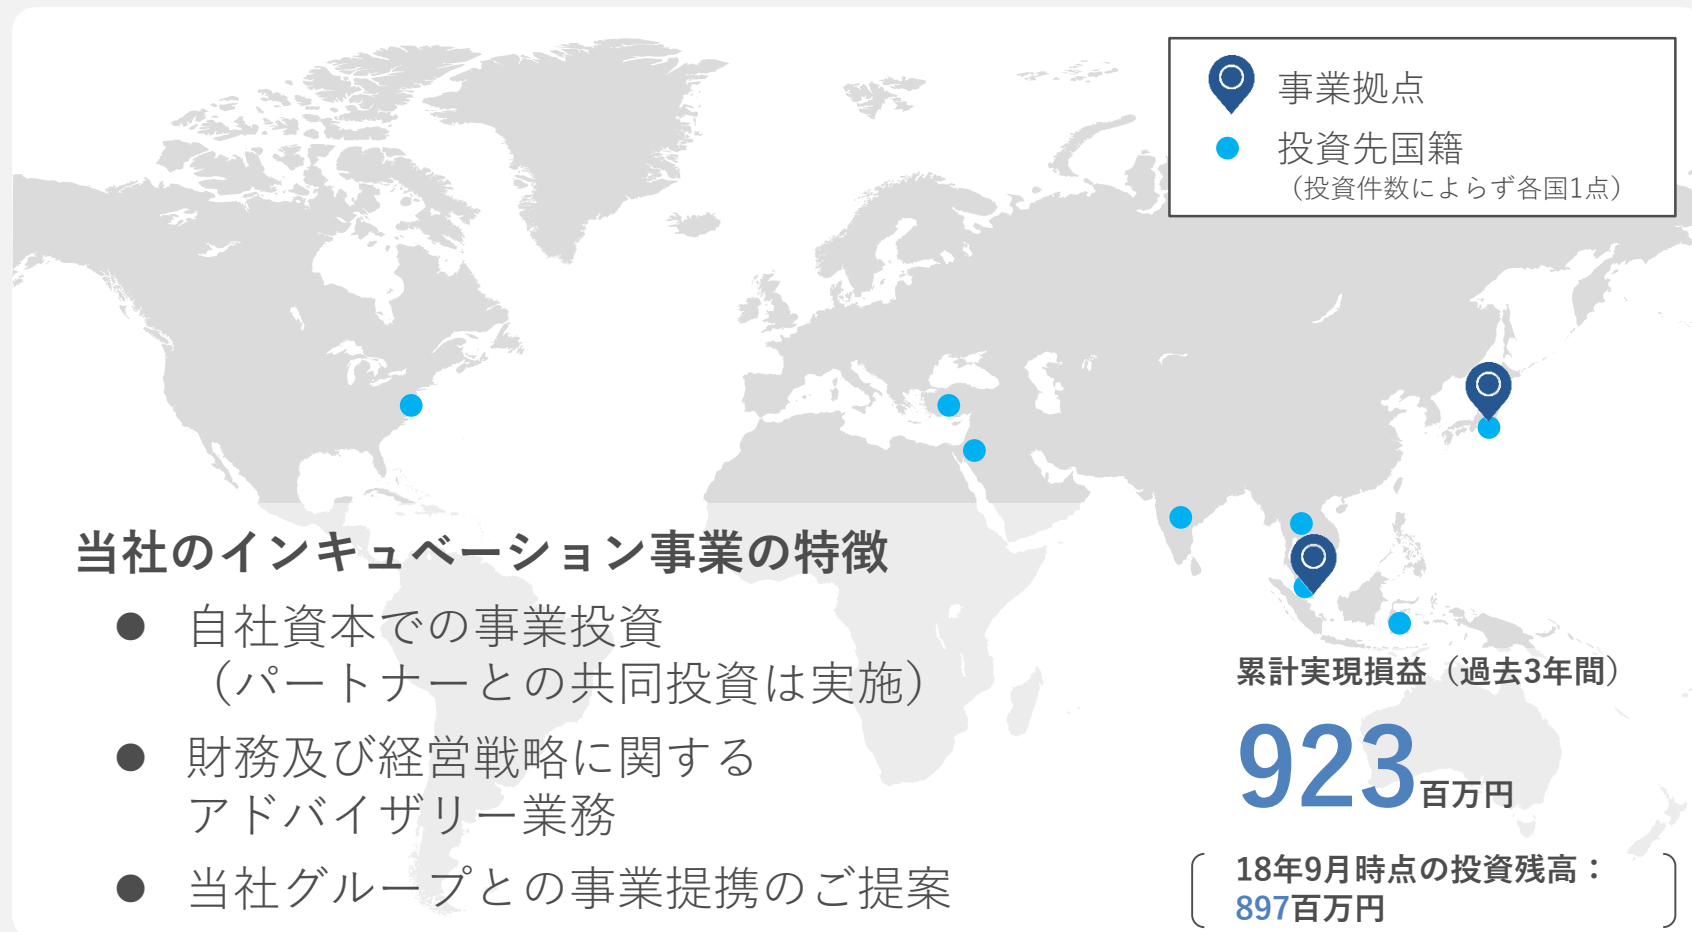 事業拠点
投資先国籍
（投資件数によらず各国1点）
当社のインキュベーション事業の特徴
● 自社資本での事業投資
（パートナーとの共同投資は実施）
● 財務及び経営戦略に関する
アドバイザリー業務
● 当社グループとの事業提携のご提案
累計実現損益（過去3年間）
923百万円
18年9月時点の投資残高：
897百万円